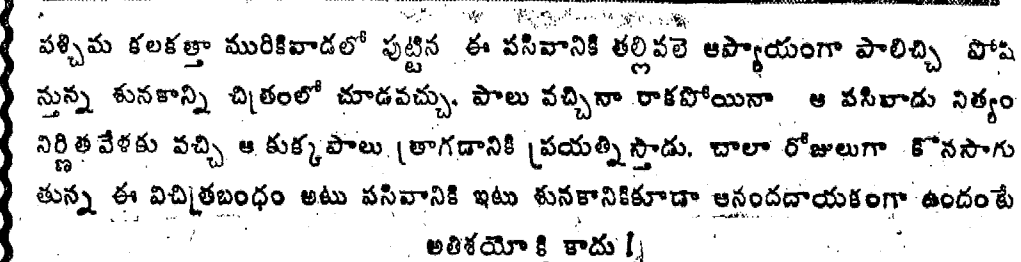 పశ్చిమ కలకత్తా మురికివాడలో పుట్టిన ఈ పసివానికి తల్లివలె ఆప్యాయంగా పాలిచ్చి పోషి
స్తున్న శునకాన్ని చిత్రంలో చూడవచ్చు. పాలు వచ్చినా రాకపోయినా ఆ పసివాడు నిత్యం
నిర్ణీత వేళకు వచ్చి ఆ కుక్కపాలు త్రాగడానికి ప్రయత్నిస్తాడు. చాలా రోజులుగా కొనసాగు
తున్న ఈ విచిత్రబంధం అటు పసివానికి ఇటు శునకానికికూడా ఆనందదాయకంగా ఉందంటే
అతిశయో కి కాదు !